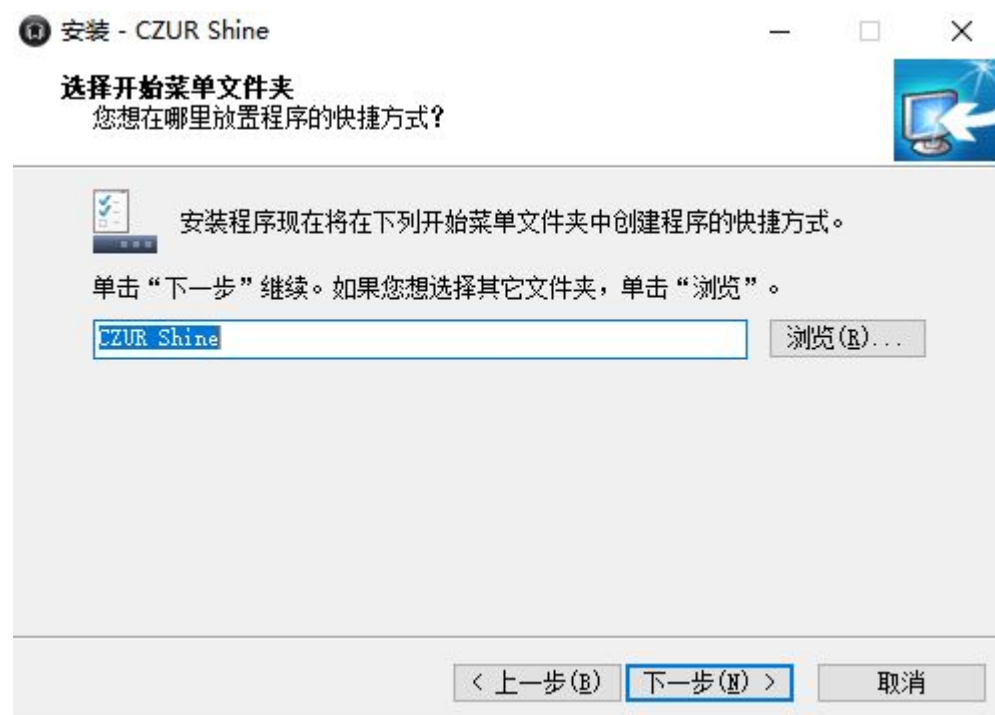 安装 - CZUR Shine
选择开始菜单文件夹
您想在哪里放置程序的快捷方式?
安装程序现在将在下列开始菜单文件夹中创建程序的快捷方式。
单击“下一步”继续。如果您想选择其它文件夹,单击“浏览”。
CZUR Shine
浏览(R)...
< 上一步(B)
下一步(N) >
取消